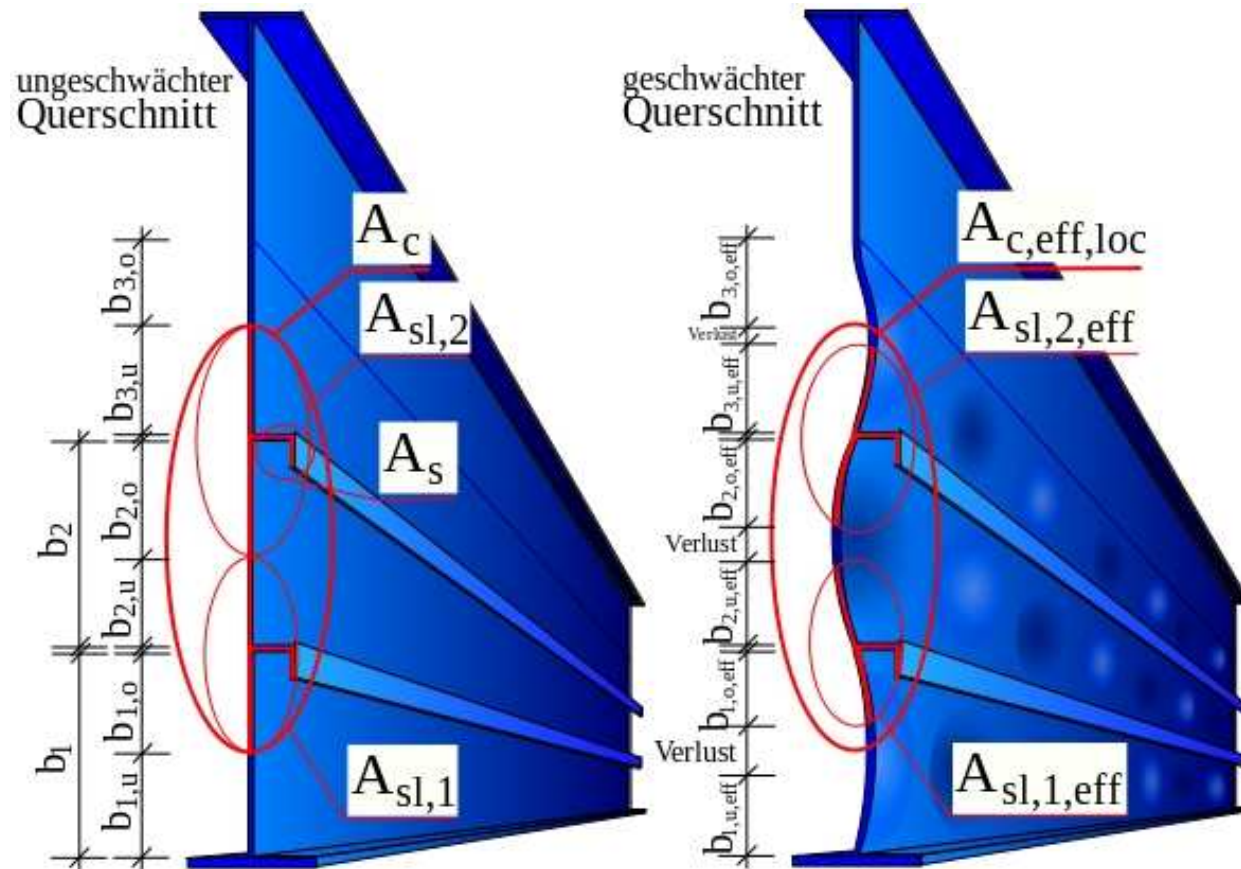 ungeschwächter
Querschnitt
A_c
A_sl,2
A_s
A_sl,1
b_3,o
b_3,u
b_2,o
b_2,u
b_1,o
b_1,u
b_2
b_1
geschwächter
Querschnitt
A_c,eff,loc
A_sl,2,eff
A_sl,1,eff
b_3,o,eff
Verlust
b_3,u,eff
b_2,o,eff
Verlust
b_2,u,eff
b_1,o,eff
Verlust
b_1,u,eff